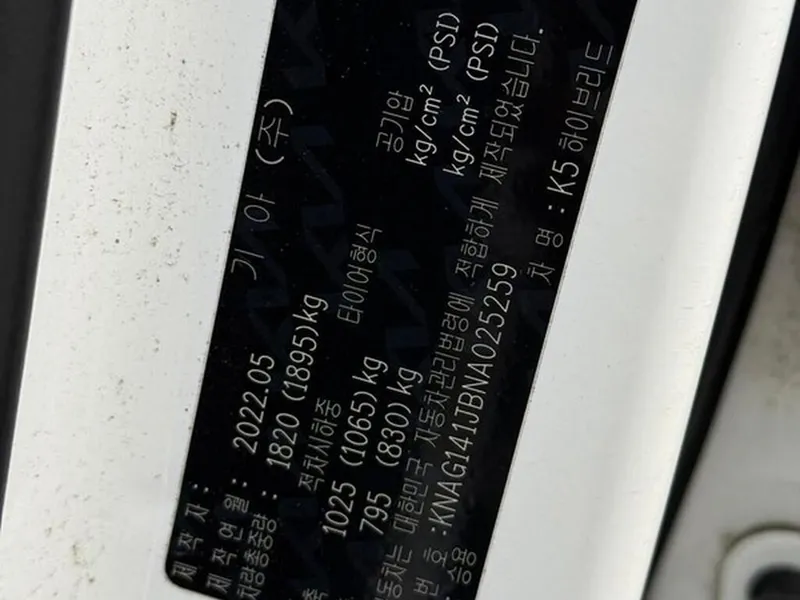 제작자 : 기아 (주)
제작연월 : 2022.05
차량총중량 : 1820 (1895)kg
적차시하중 타이어형식 공기압
축 1025 (1065) kg kg/cm² (PSI)
795 (830) kg kg/cm² (PSI)
동차는 대한민국 자동차관리법령에 적합하게 제작되었습니다.
번호 :KNAG141JBNA025259 차명 : K5 하이브리드
승용